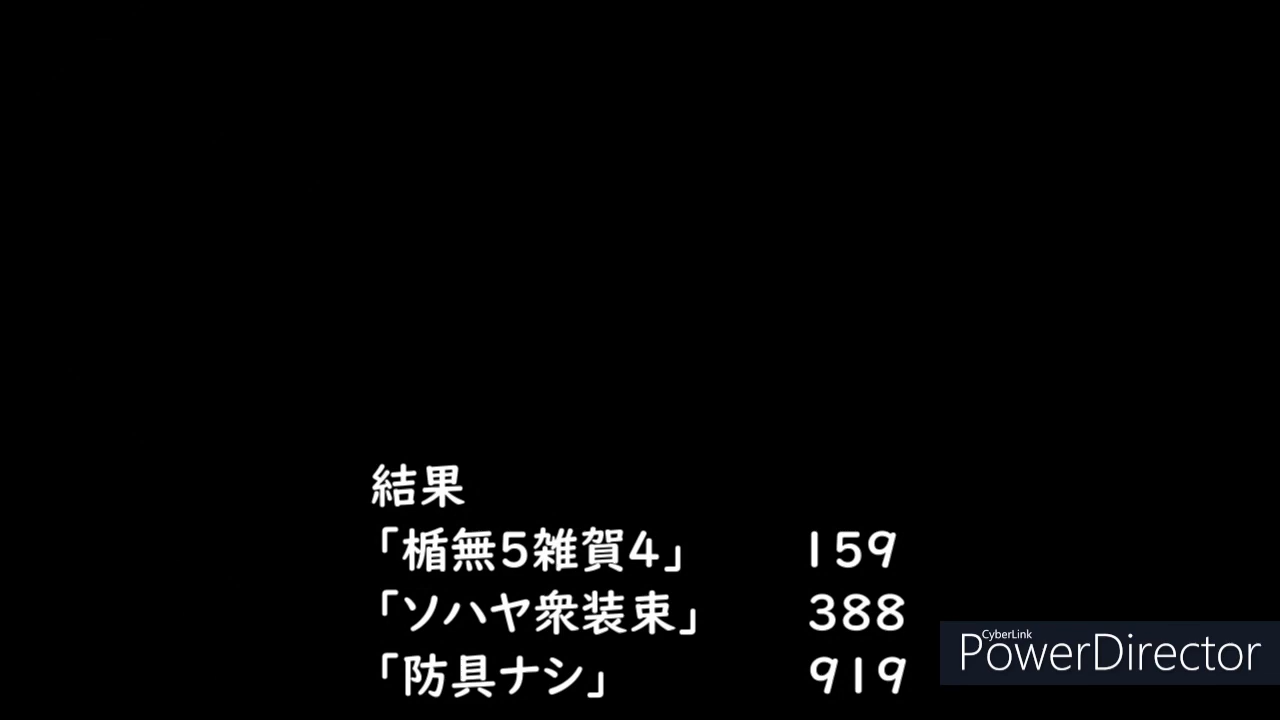 結果
「楯無5雑賀4」 159
「ソハヤ衆装束」 388
「防具ナシ」 919
CyberLink
PowerDirector